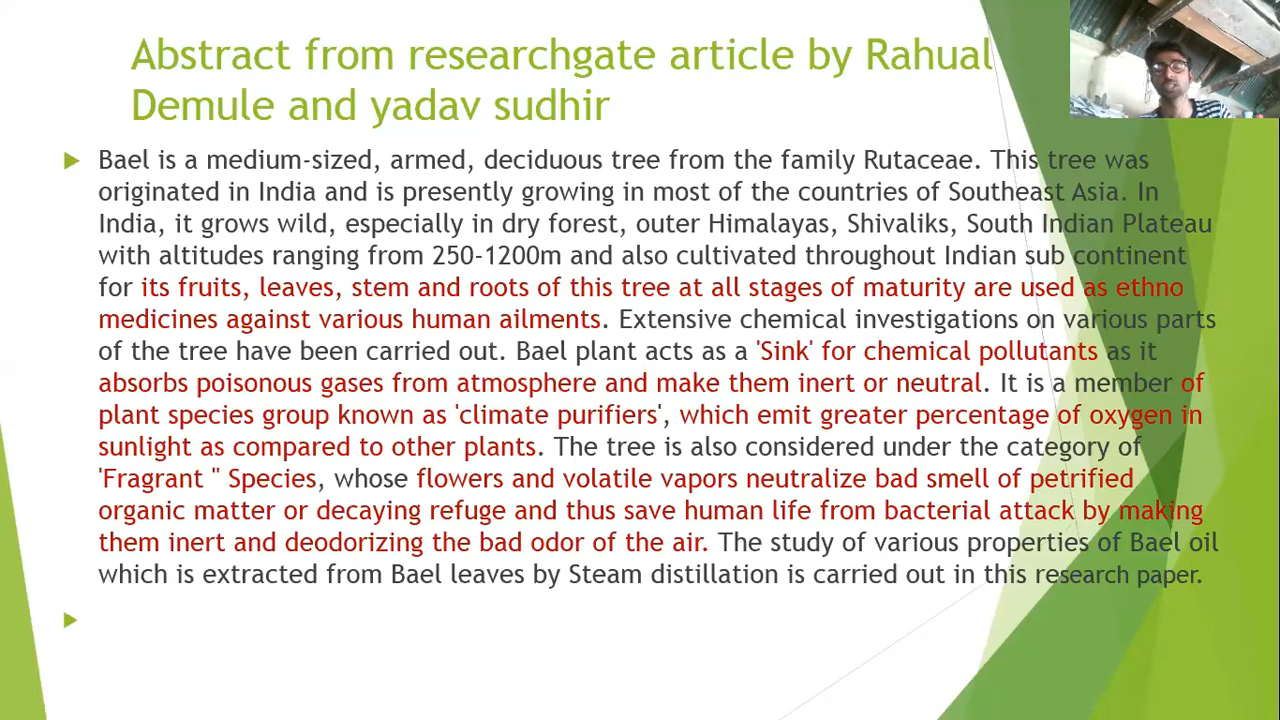 Abstract from researchgate article by Rahual
Demule and yadav sudhir
Bael is a medium-sized, armed, deciduous tree from the family Rutaceae. This tree was
originated in India and is presently growing in most of the countries of Southeast Asia. In
India, it grows wild, especially in dry forest, outer Himalayas, Shivaliks, South Indian Plateau
with altitudes ranging from 250-1200m and also cultivated throughout Indian sub continent
for its fruits, leaves, stem and roots of this tree at all stages of maturity are used as ethno
medicines against various human ailments. Extensive chemical investigations on various parts
of the tree have been carried out. Bael plant acts as a 'Sink' for chemical pollutants as it
absorbs poisonous gases from atmosphere and make them inert or neutral. It is a member of
plant species group known as 'climate purifiers', which emit greater percentage of oxygen in
sunlight as compared to other plants. The tree is also considered under the category of
'Fragrant " Species, whose flowers and volatile vapors neutralize bad smell of petrified
organic matter or decaying refuge and thus save human life from bacterial attack by making
them inert and deodorizing the bad odor of the air. The study of various properties of Bael oil
which is extracted from Bael leaves by Steam distillation is carried out in this research paper.